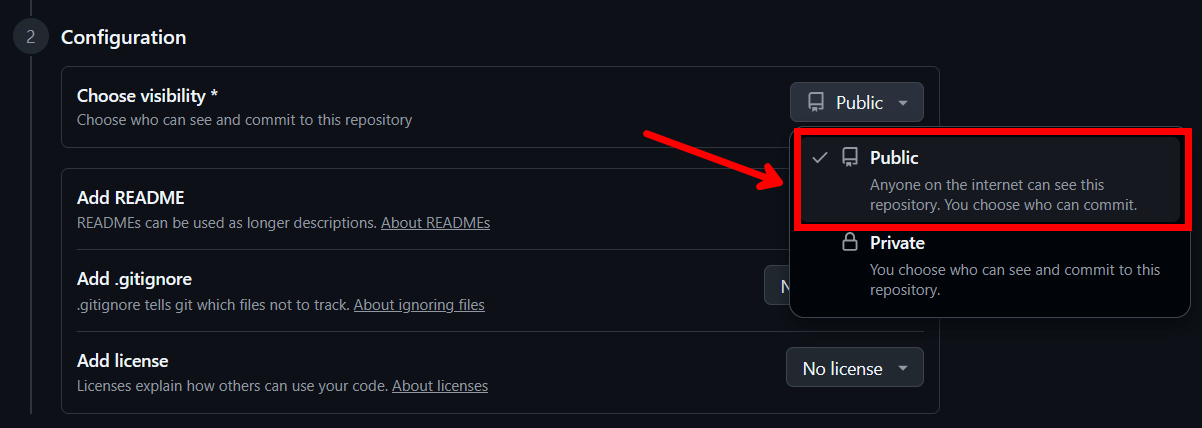 2
Configuration
Choose visibility *
Choose who can see and commit to this repository
Public
Public
Anyone on the internet can see this
repository. You choose who can commit.
Private
You choose who can see and commit to this
repository.
Add README
READMEs can be used as longer descriptions. About READMEs
Add .gitignore
.gitignore tells git which files not to track. About ignoring files
Add license
Licenses explain how others can use your code. About licenses
No license